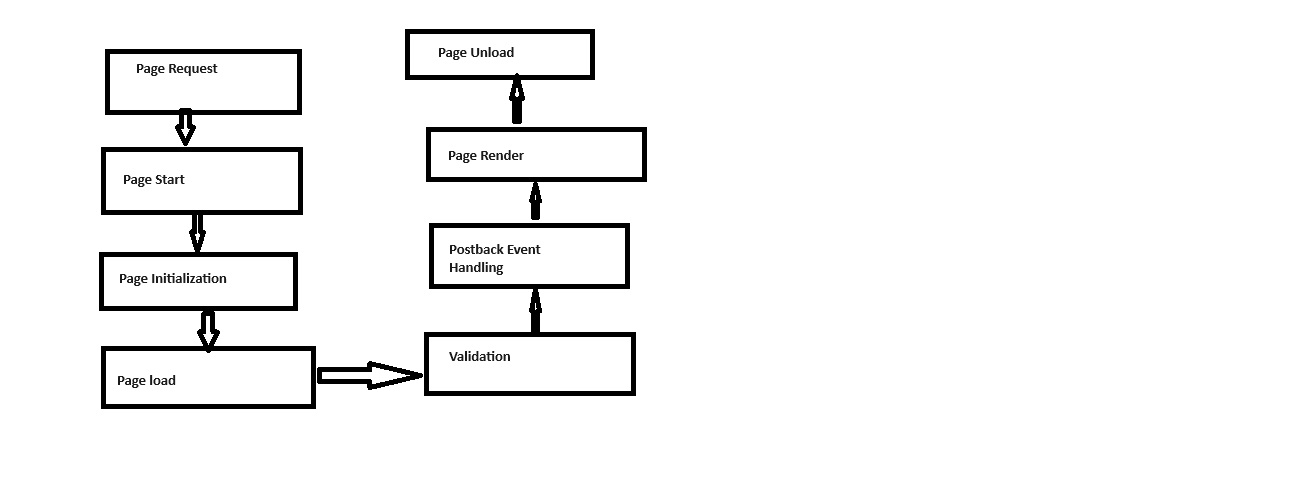 Page Request
Page Start
Page Initialization
Page load
Validation
Postback Event
Handling
Page Render
Page Unload